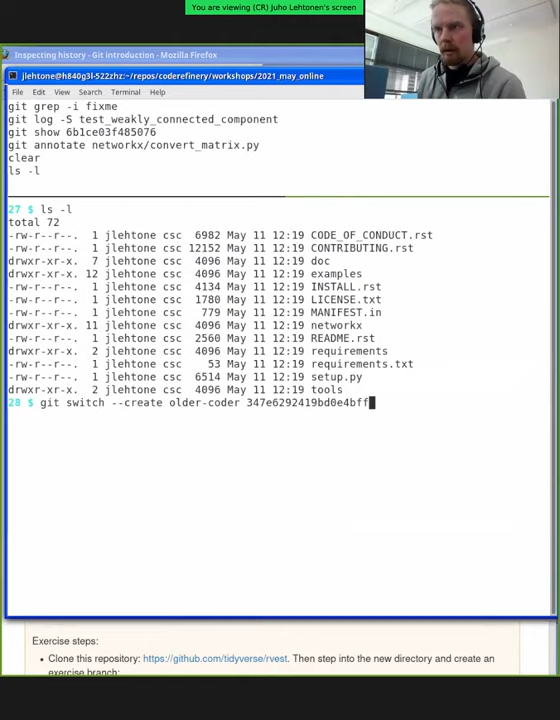 You are viewing (CR) Juho Lehtonen's screen
Inspecting history - Git introduction - Mozilla Firefox
jlehtone@h840g3l-522zhz:~/repos/coderefinery/workshops/2021_may_online
File Edit View Search Terminal Help
git grep -i fixme
git log -S test_weakly_connected_component
git show 6b1ce03f485076
git annotate networkx/convert_matrix.py
clear
ls -l
27 $ ls -l
total 72
-rw-r--r--. 1 jlehtone csc 6982 May 11 12:19 CODE_OF_CONDUCT.rst
-rw-r--r--. 1 jlehtone csc 12152 May 11 12:19 CONTRIBUTING.rst
drwxr-xr-x. 7 jlehtone csc 4096 May 11 12:19 doc
drwxr-xr-x. 12 jlehtone csc 4096 May 11 12:19 examples
-rw-r--r--. 1 jlehtone csc 4134 May 11 12:19 INSTALL.rst
-rw-r--r--. 1 jlehtone csc 1780 May 11 12:19 LICENSE.txt
-rw-r--r--. 1 jlehtone csc 779 May 11 12:19 MANIFEST.in
drwxr-xr-x. 11 jlehtone csc 4096 May 11 12:19 networkx
-rw-r--r--. 1 jlehtone csc 2560 May 11 12:19 README.rst
drwxr-xr-x. 2 jlehtone csc 4096 May 11 12:19 requirements
-rw-r--r--. 1 jlehtone csc 53 May 11 12:19 requirements.txt
-rw-r--r--. 1 jlehtone csc 6514 May 11 12:19 setup.py
drwxr-xr-x. 2 jlehtone csc 4096 May 11 12:19 tools
28 $ git switch --create older-coder 347e6292419bd0e4bff
Exercise steps:
• Clone this repository: https://github.com/tidyverse/rvest. Then step into the new directory and create an
exercise branch: